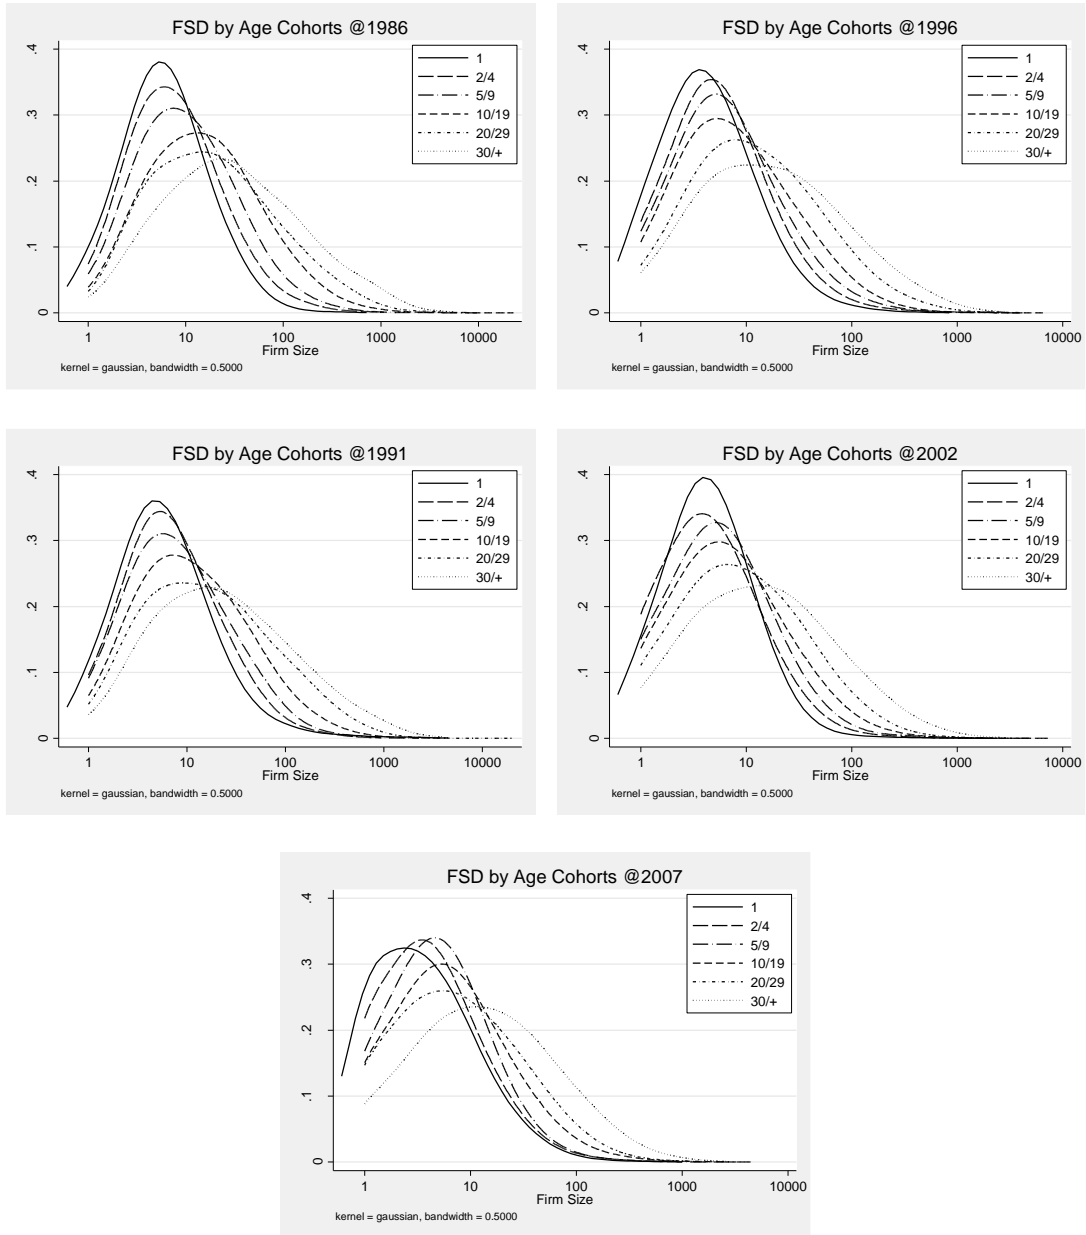 FSD by Age Cohorts @1986
.4
.3
.2
.1
0
1
2/4
5/9
10/19
20/29
30/+
1 10 100 1000 10000
Firm Size
kernel = gaussian, bandwidth = 0.5000
FSD by Age Cohorts @1996
.4
.3
.2
.1
0
1
2/4
5/9
10/19
20/29
30/+
1 10 100 1000 10000
Firm Size
kernel = gaussian, bandwidth = 0.5000
FSD by Age Cohorts @1991
.4
.3
.2
.1
0
1
2/4
5/9
10/19
20/29
30/+
1 10 100 1000 10000
Firm Size
kernel = gaussian, bandwidth = 0.5000
FSD by Age Cohorts @2002
.4
.3
.2
.1
0
1
2/4
5/9
10/19
20/29
30/+
1 10 100 1000 10000
Firm Size
kernel = gaussian, bandwidth = 0.5000
FSD by Age Cohorts @2007
.4
.3
.2
.1
0
1
2/4
5/9
10/19
20/29
30/+
1 10 100 1000 10000
Firm Size
kernel = gaussian, bandwidth = 0.5000